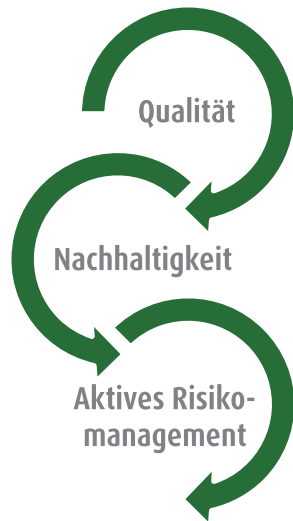 Qualität
Nachhaltigkeit
Aktives Risiko-
management